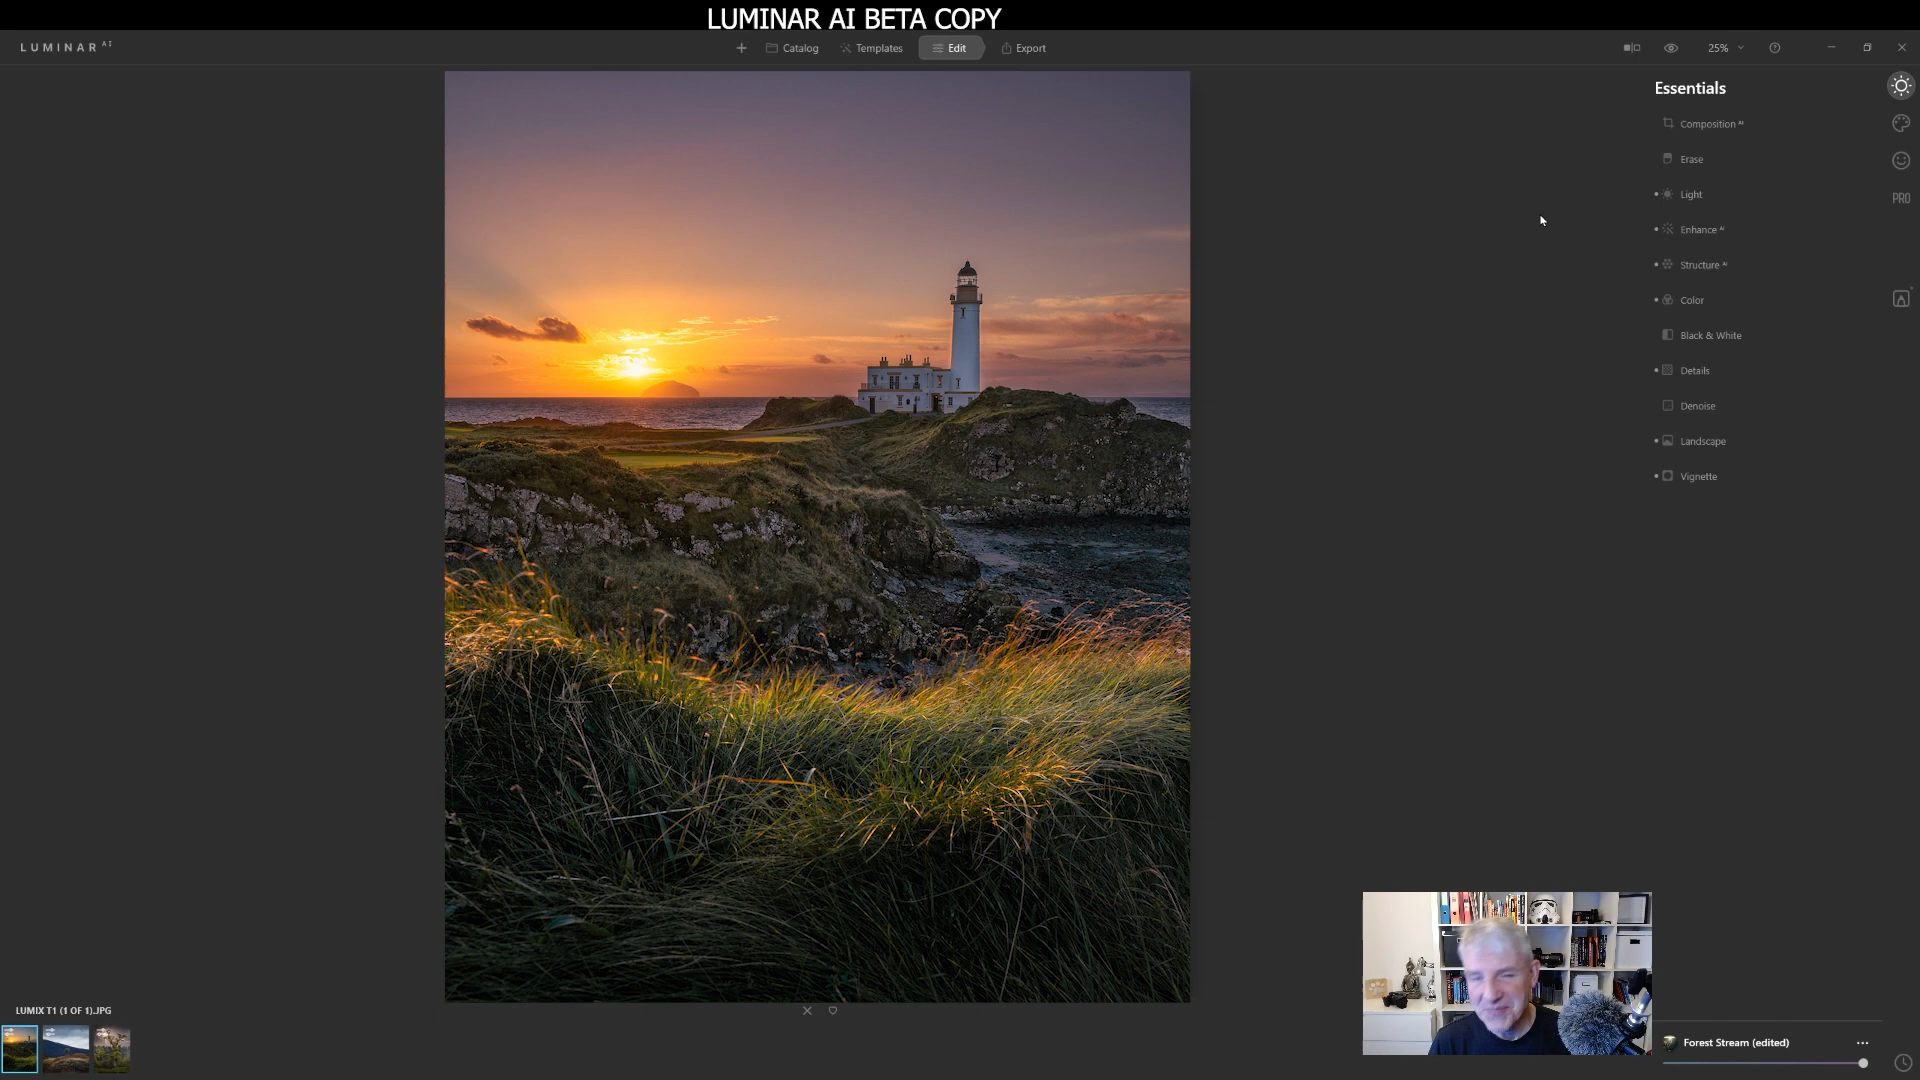 LUMINAR AI BETA COPY
LUMINAR AI
Catalog
Templates
Edit
Export
25%
Essentials
Composition AI
Erase
Light
Enhance AI
Structure AI
Color
Black & White
Details
Denoise
Landscape
Vignette
PRO
LUMIX T1 (1 OF 1).JPG
Forest Stream (edited)